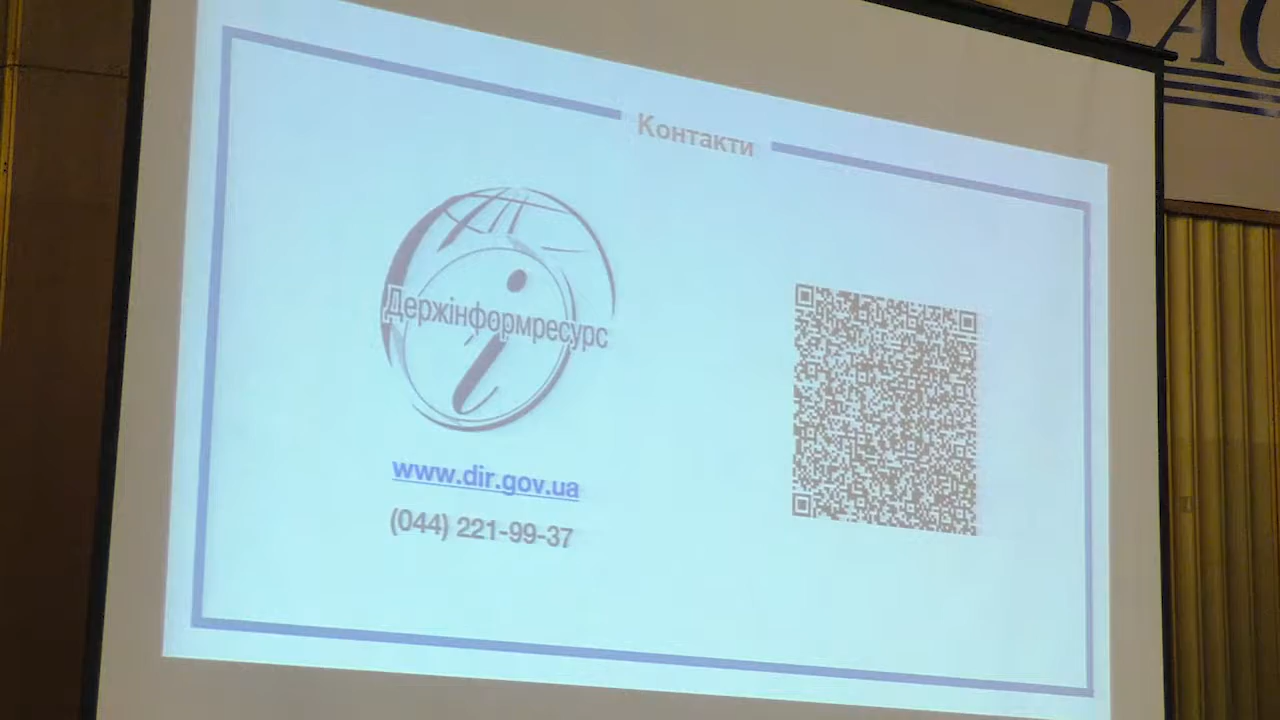 Контакти
Держінформресурс
www.dir.gov.ua
(044) 221-99-37